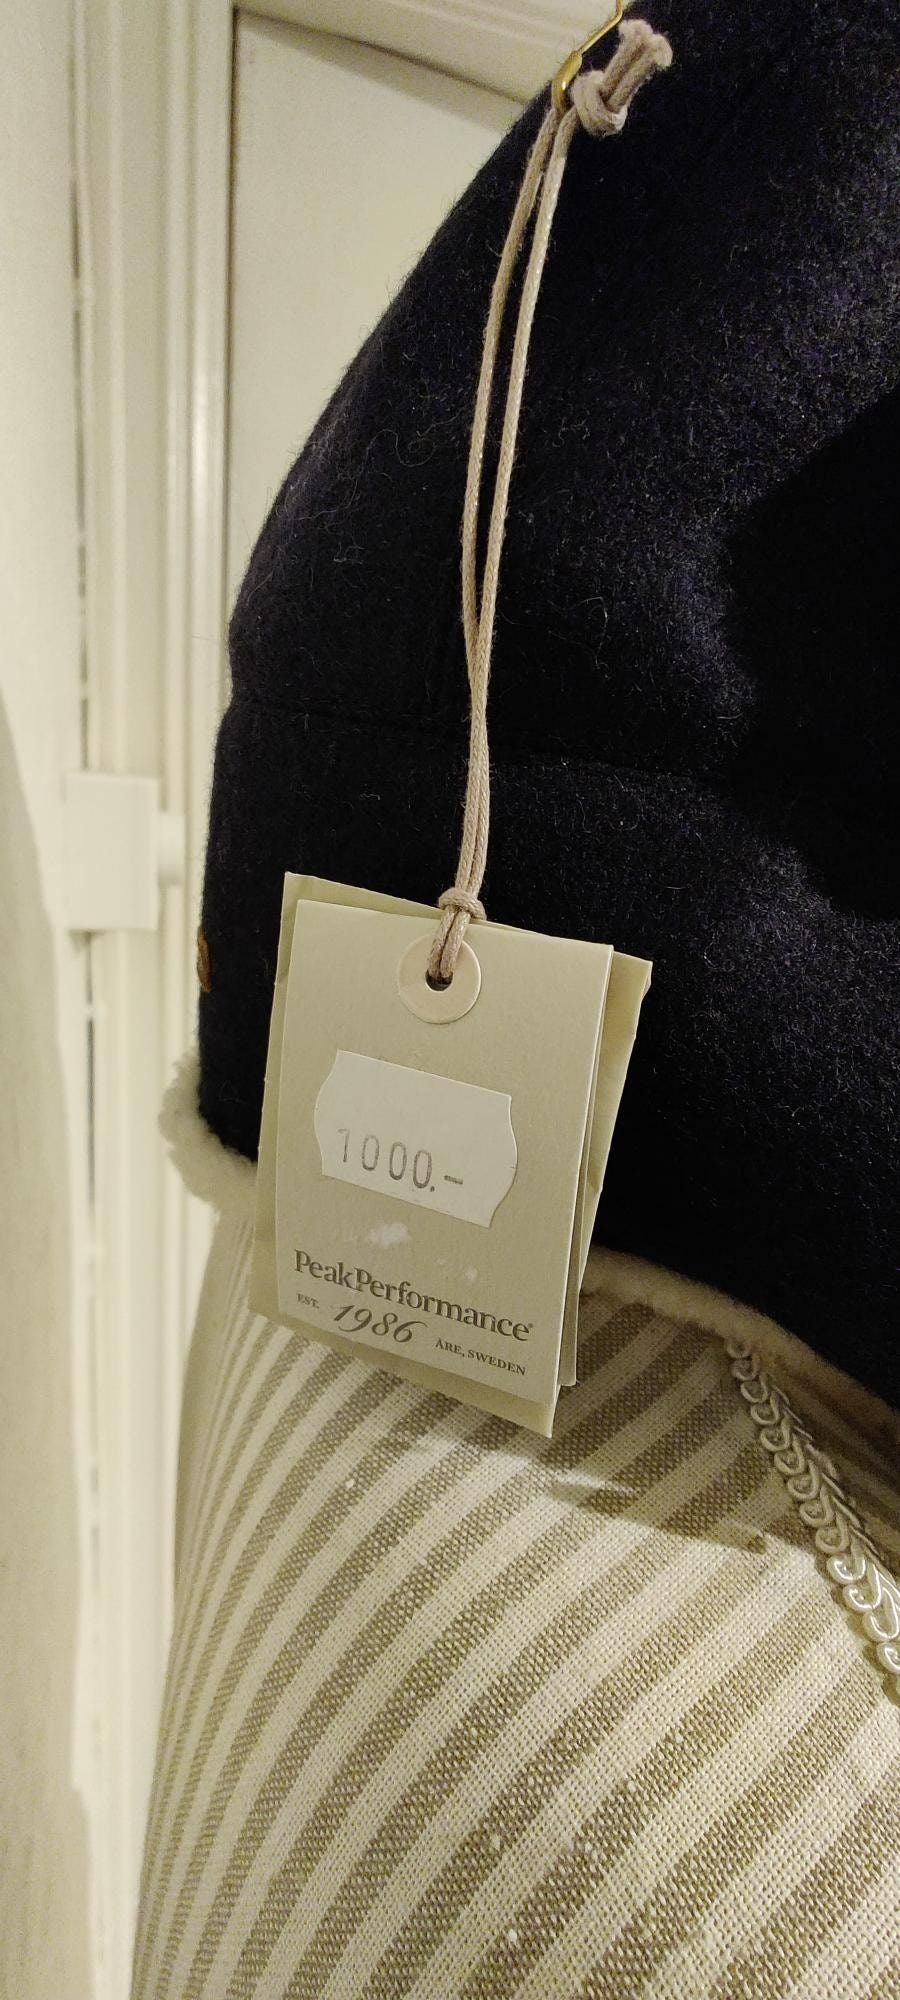 1000.-
PeakPerformance®
EST. 1986 ÅRE, SWEDEN